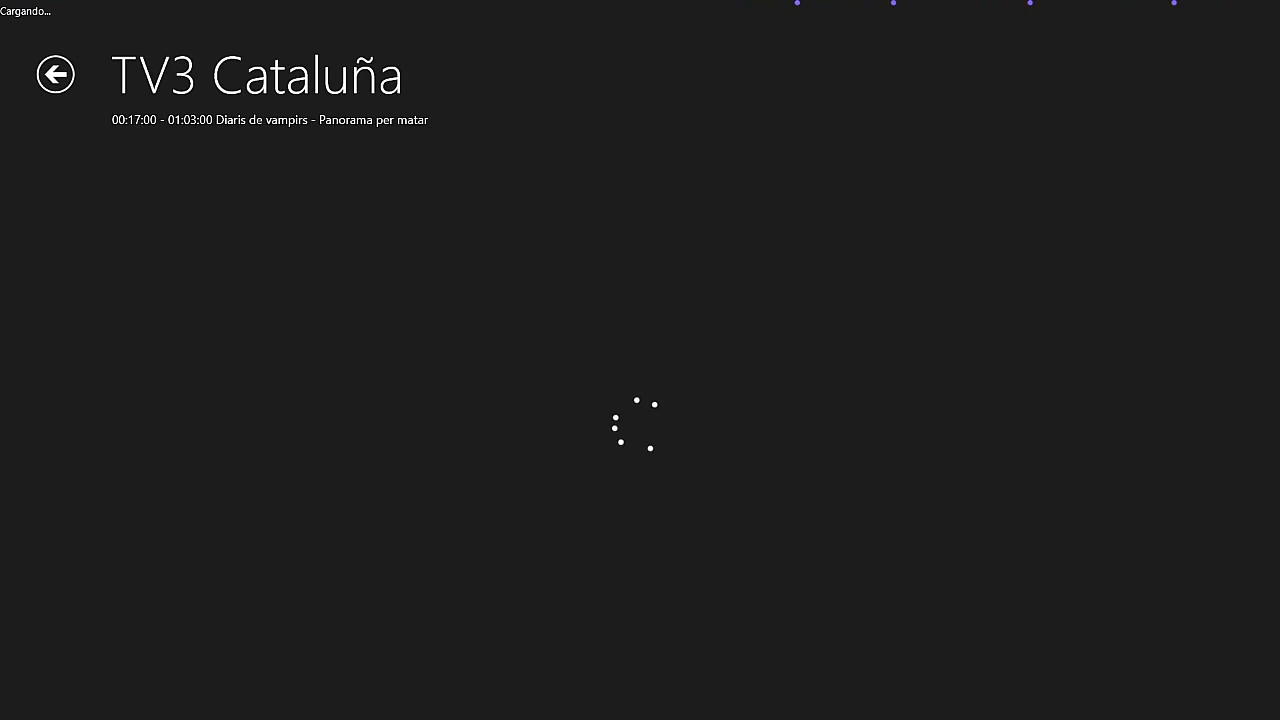 Cargando...
TV3 Cataluña
00:17:00 - 01:03:00 Diaris de vampirs - Panorama per matar